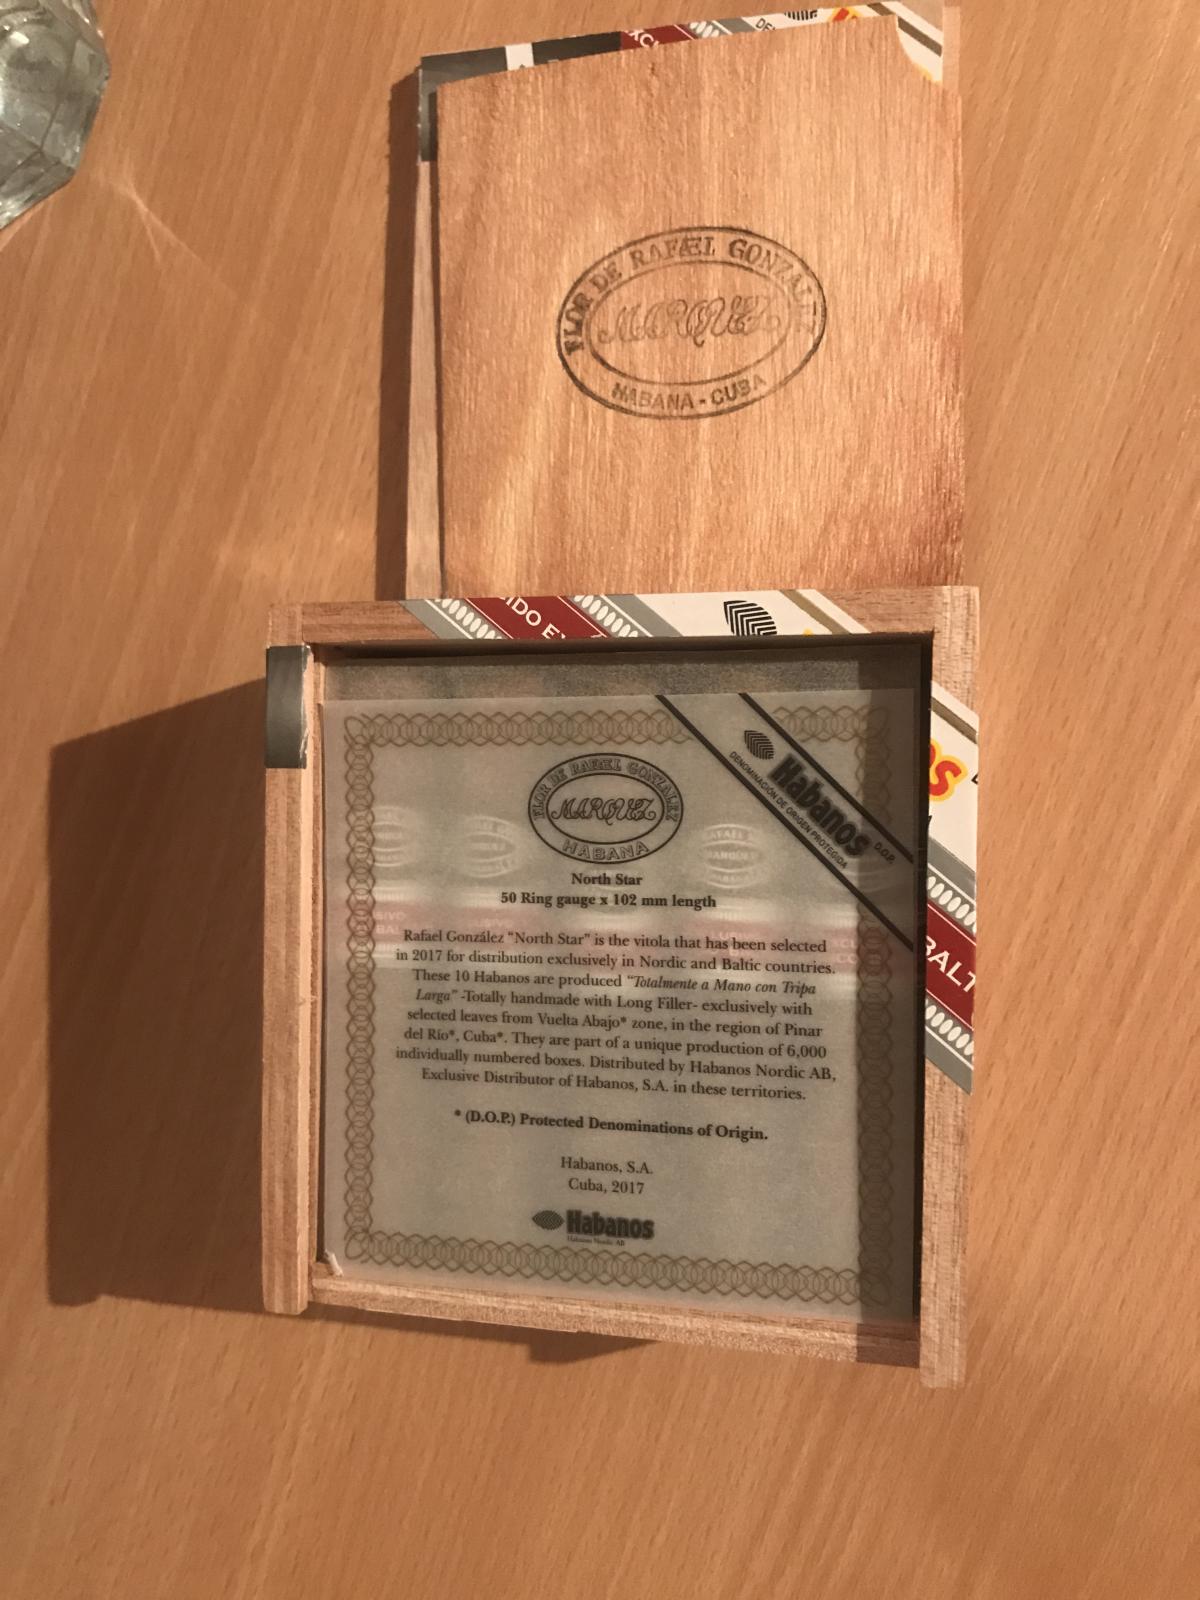 FLOR DE RAFAEL GONZALEZ
MARQUEZ
HABANA - CUBA
Habanos
DENOMINACIÓN DE ORIGEN PROTEGIDA
D.O.P.
FLOR DE RAFAEL GONZALEZ
MARQUEZ
HABANA
North Star
50 Ring gauge x 102 mm length
Rafael González “North Star” is the vitola that has been selected
in 2017 for distribution exclusively in Nordic and Baltic countries.
These 10 Habanos are produced “Totalmente a Mano con Tripa
Larga” -Totally handmade with Long Filler- exclusively with
selected leaves from Vuelta Abajo* zone, in the region of Pinar
del Río*, Cuba*. They are part of a unique production of 6,000
individually numbered boxes. Distributed by Habanos Nordic AB,
Exclusive Distributor of Habanos, S.A. in these territories.
* (D.O.P.) Protected Denominations of Origin.
Habanos, S.A.
Cuba, 2017
Habanos
Habanos Nordic AB